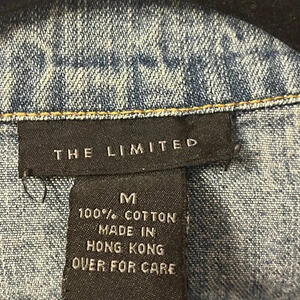 THE LIMITED
M
100% COTTON
MADE IN
HONG KONG
OVER FOR CARE